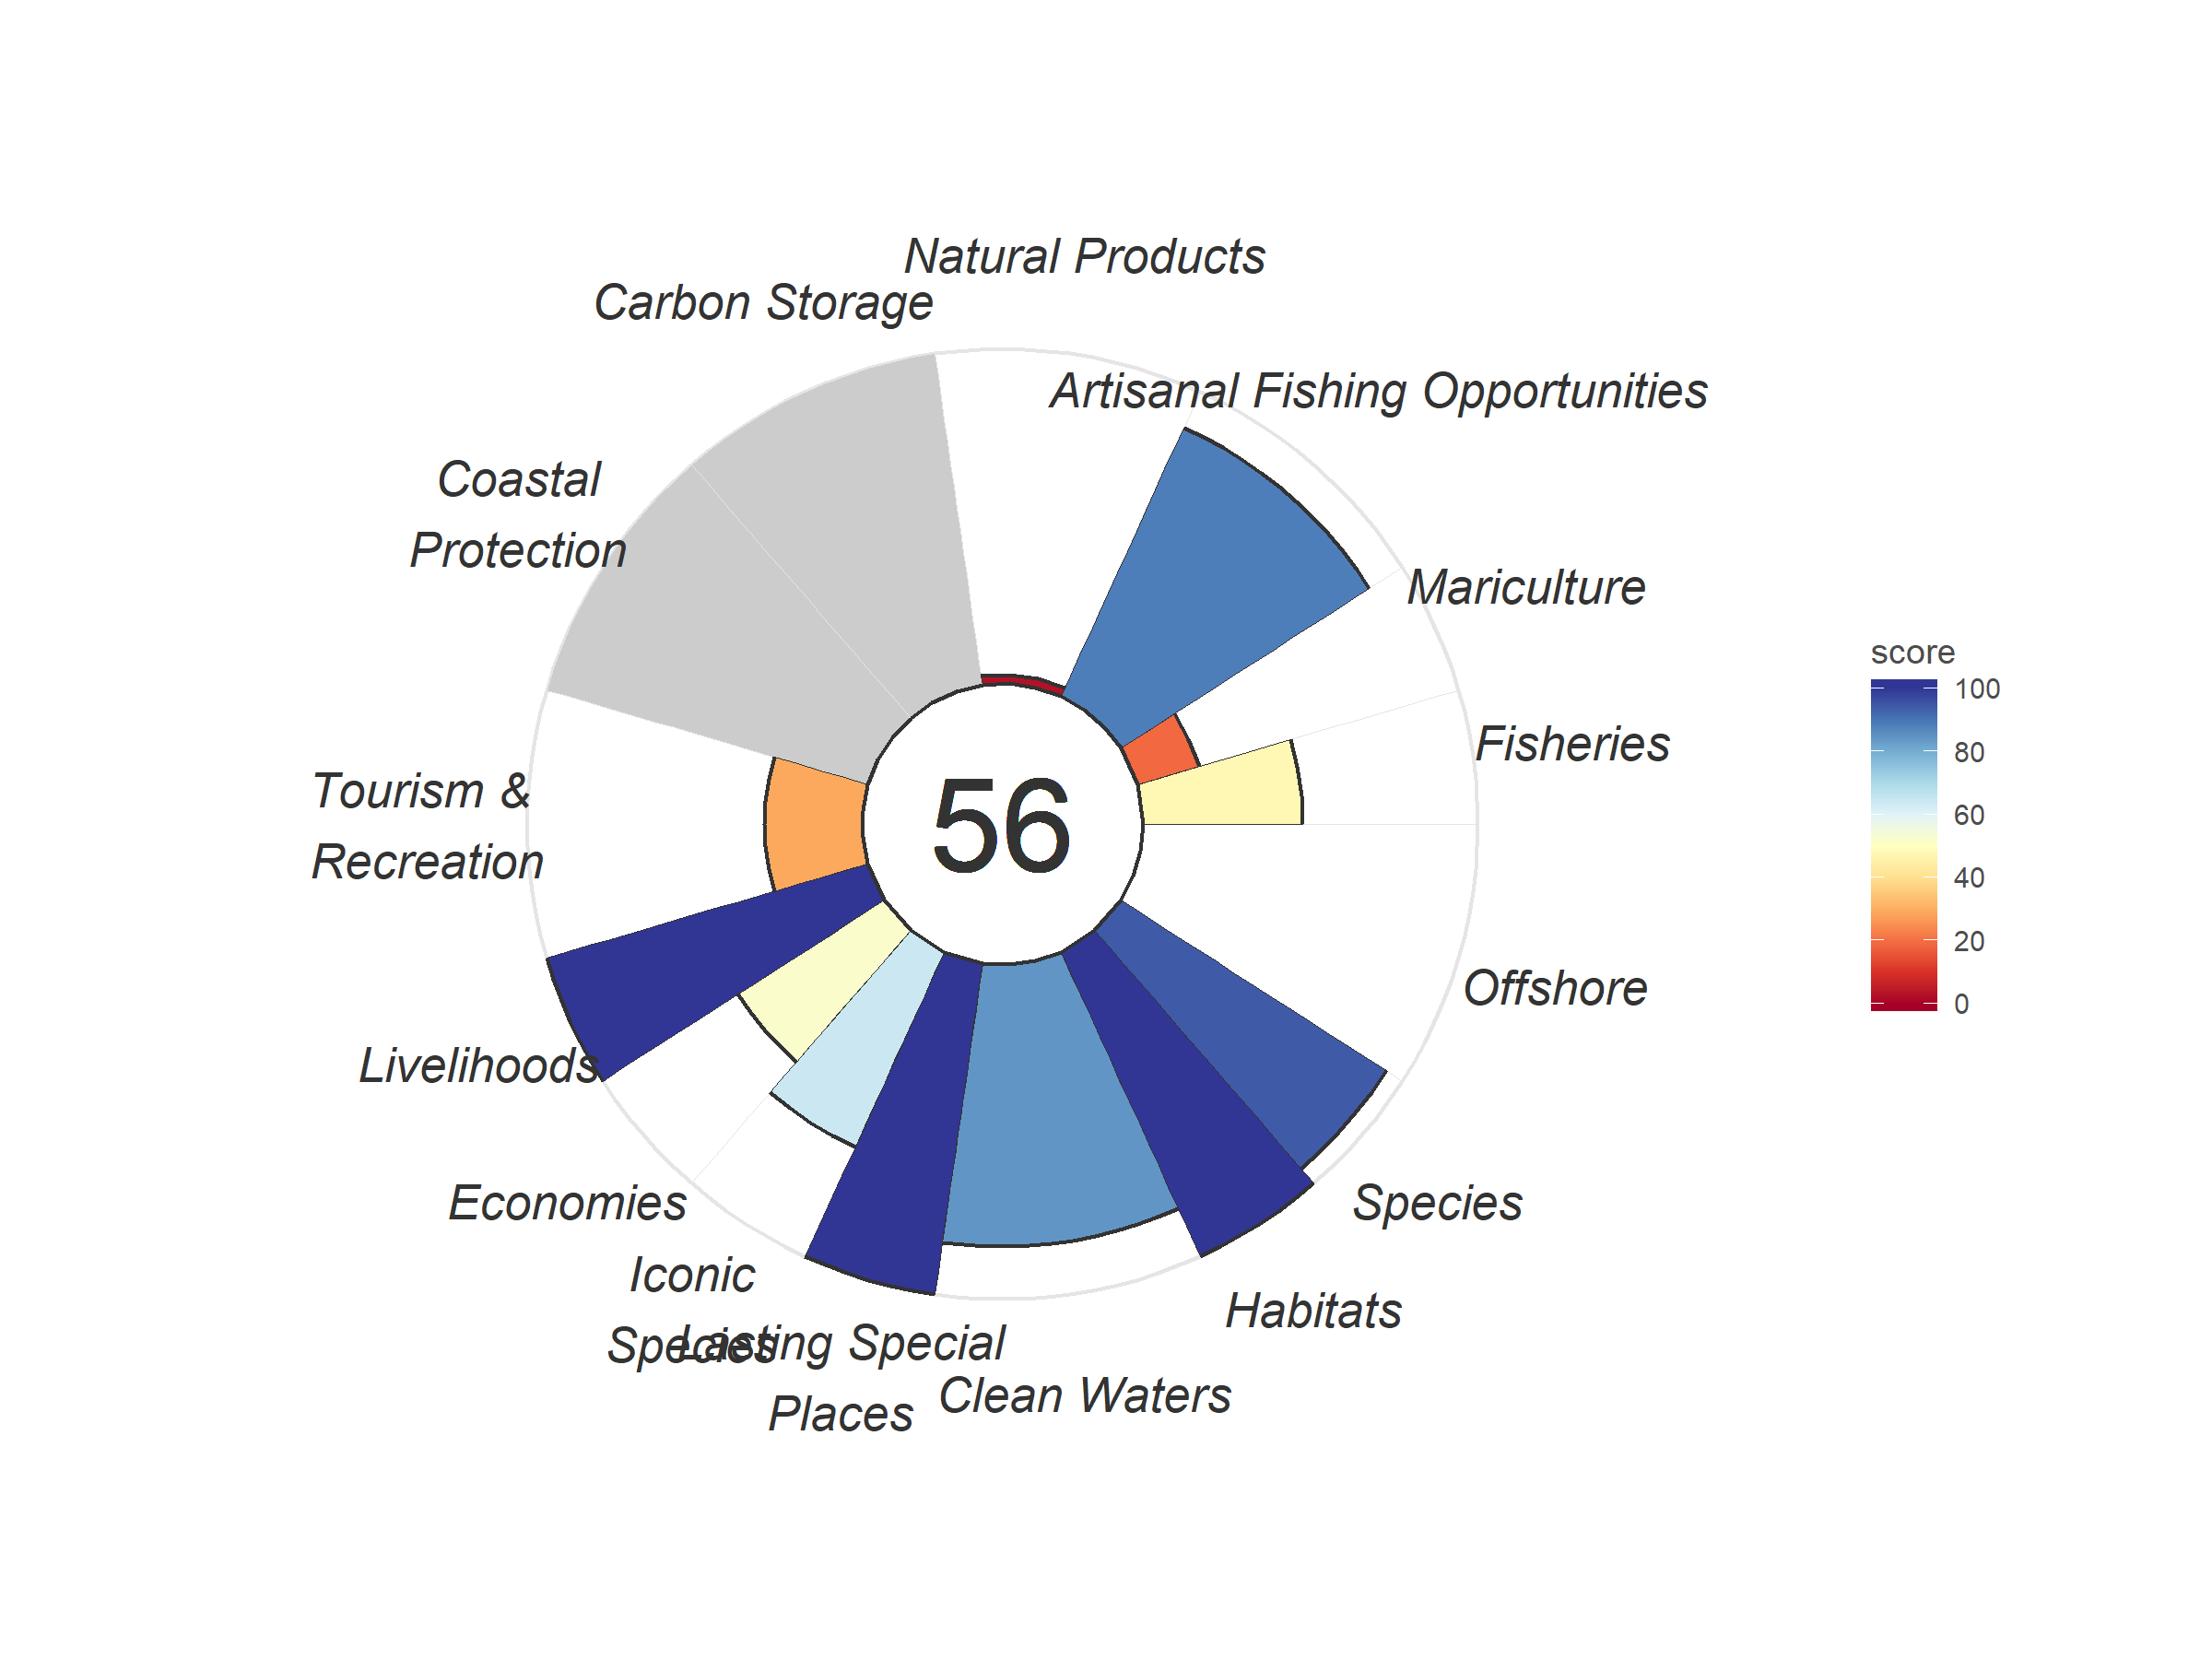 Natural Products
Carbon Storage
Artisanal Fishing Opportunities
Coastal
Protection
Mariculture
Fisheries
Tourism &
Recreation
56
Offshore
Livelihoods
Economies
Species
Iconic
Species
Habitats
Lasting Special
Places
Clean Waters
score
100
80
60
40
20
0